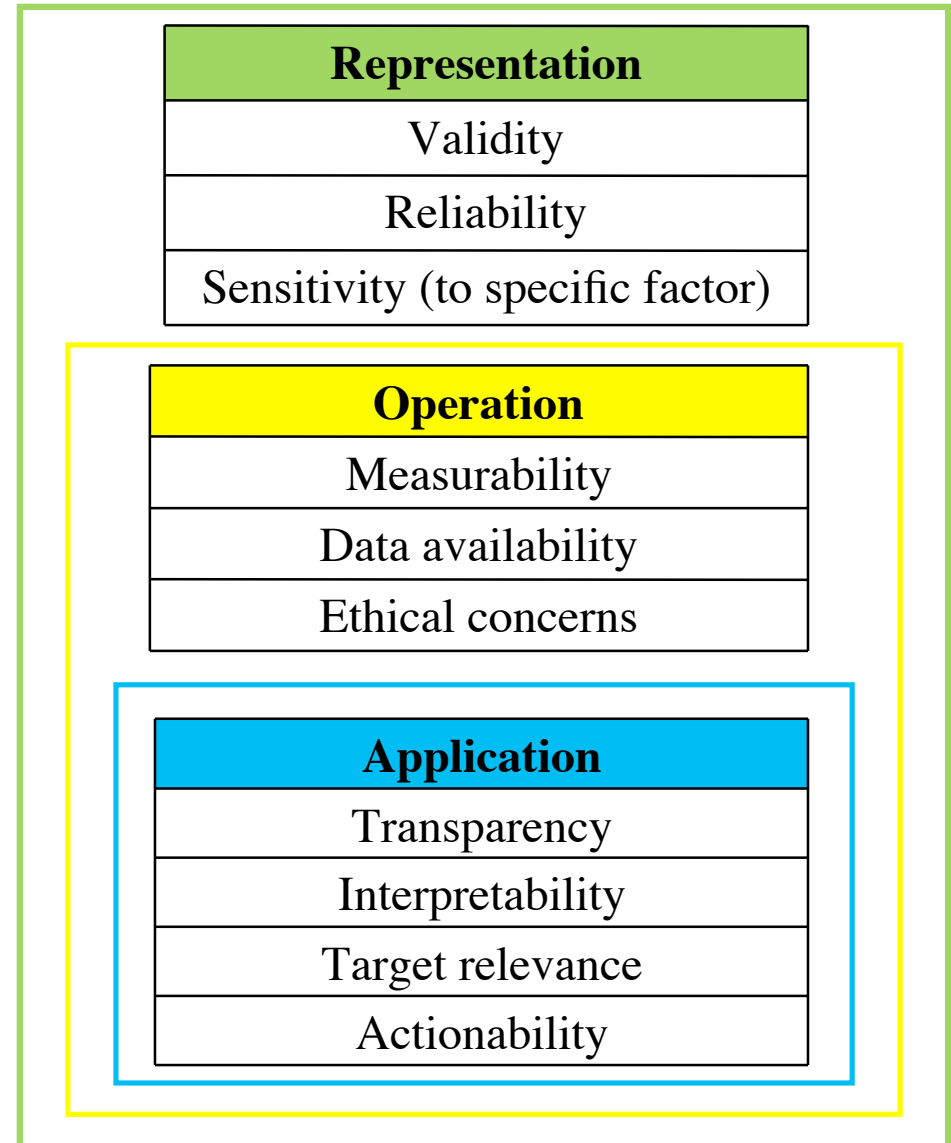 Representation
Validity
Reliability
Sensitivity (to specific factor)
Operation
Measurability
Data availability
Ethical concerns
Application
Transparency
Interpretability
Target relevance
Actionability